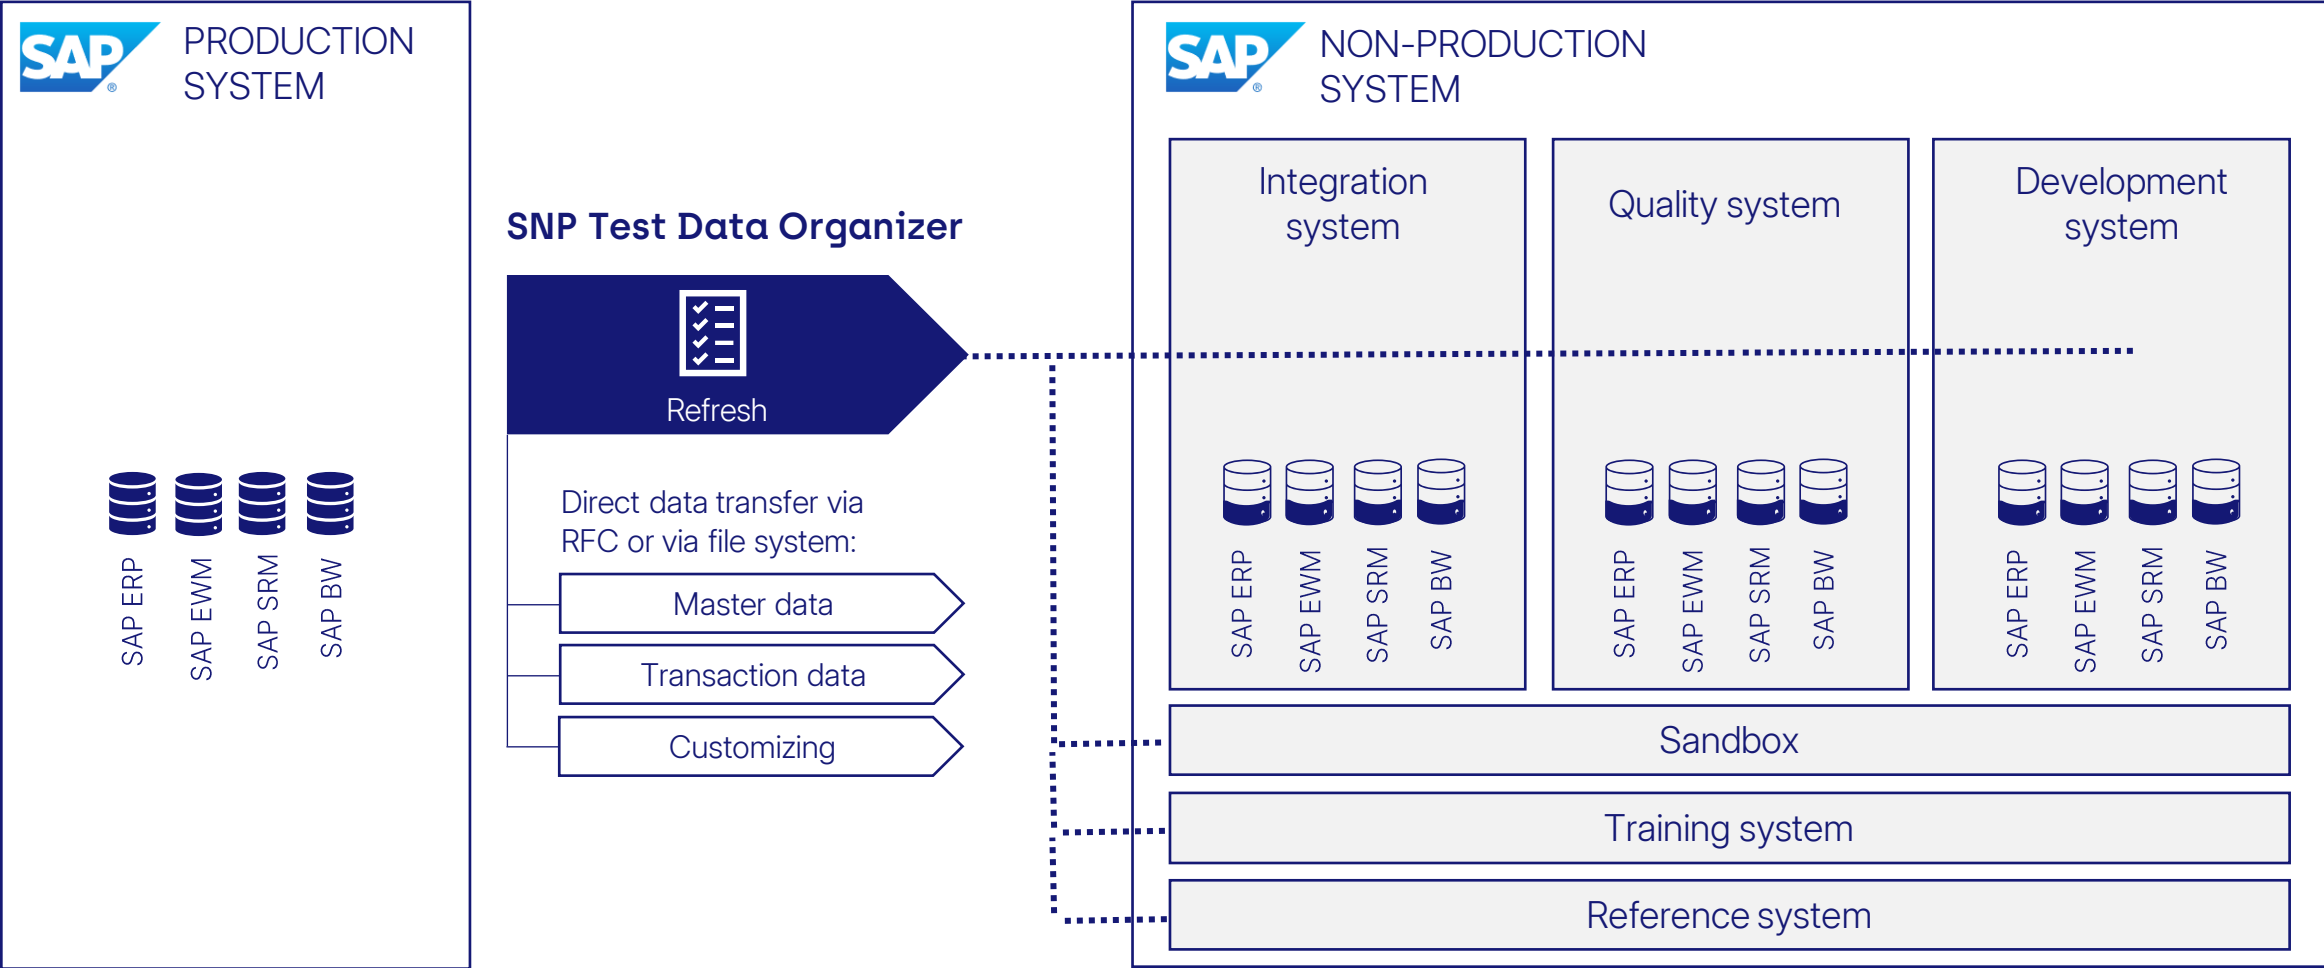 SAP
®
PRODUCTION
SYSTEM
SAP ERP
SAP EWM
SAP SRM
SAP BW
SNP Test Data Organizer
Refresh
Direct data transfer via
RFC or via file system:
Master data
Transaction data
Customizing
SAP
®
NON-PRODUCTION
SYSTEM
Integration
system
SAP ERP
SAP EWM
SAP SRM
SAP BW
Quality system
SAP ERP
SAP EWM
SAP SRM
SAP BW
Development
system
SAP ERP
SAP EWM
SAP SRM
SAP BW
Sandbox
Training system
Reference system